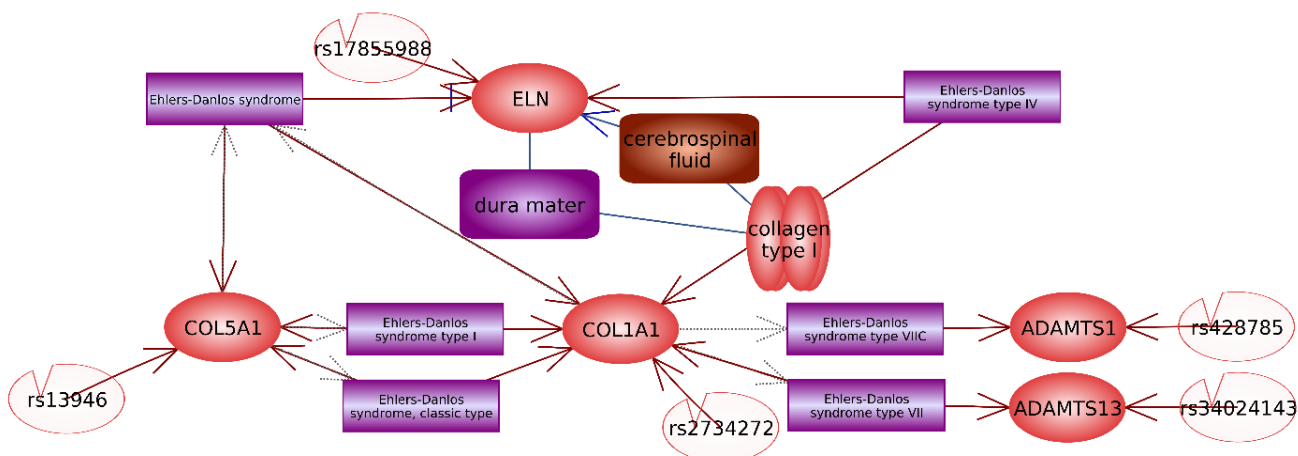 rs17855988
Ehlers-Danlos syndrome
ELN
Ehlers-Danlos
syndrome type IV
cerebrospinal
fluid
dura mater
collagen
type I
COL5A1
Ehlers-Danlos
syndrome type I
COL1A1
Ehlers-Danlos
syndrome type VIIC
ADAMTS1
rs428785
rs13946
Ehlers-Danlos
syndrome, classic type
rs2734272
Ehlers-Danlos
syndrome type VII
ADAMTS13
rs34024143